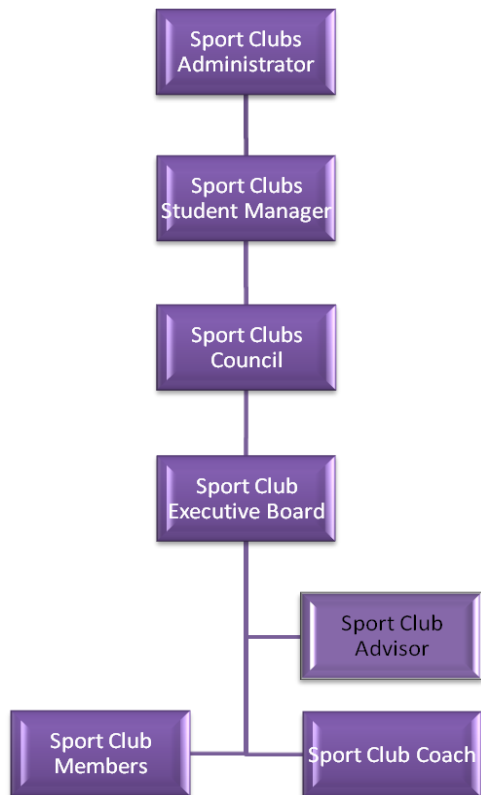 Sport Clubs
Administrator
Sport Clubs
Student Manager
Sport Clubs
Council
Sport Club
Executive Board
Sport Club
Advisor
Sport Club
Members
Sport Club Coach